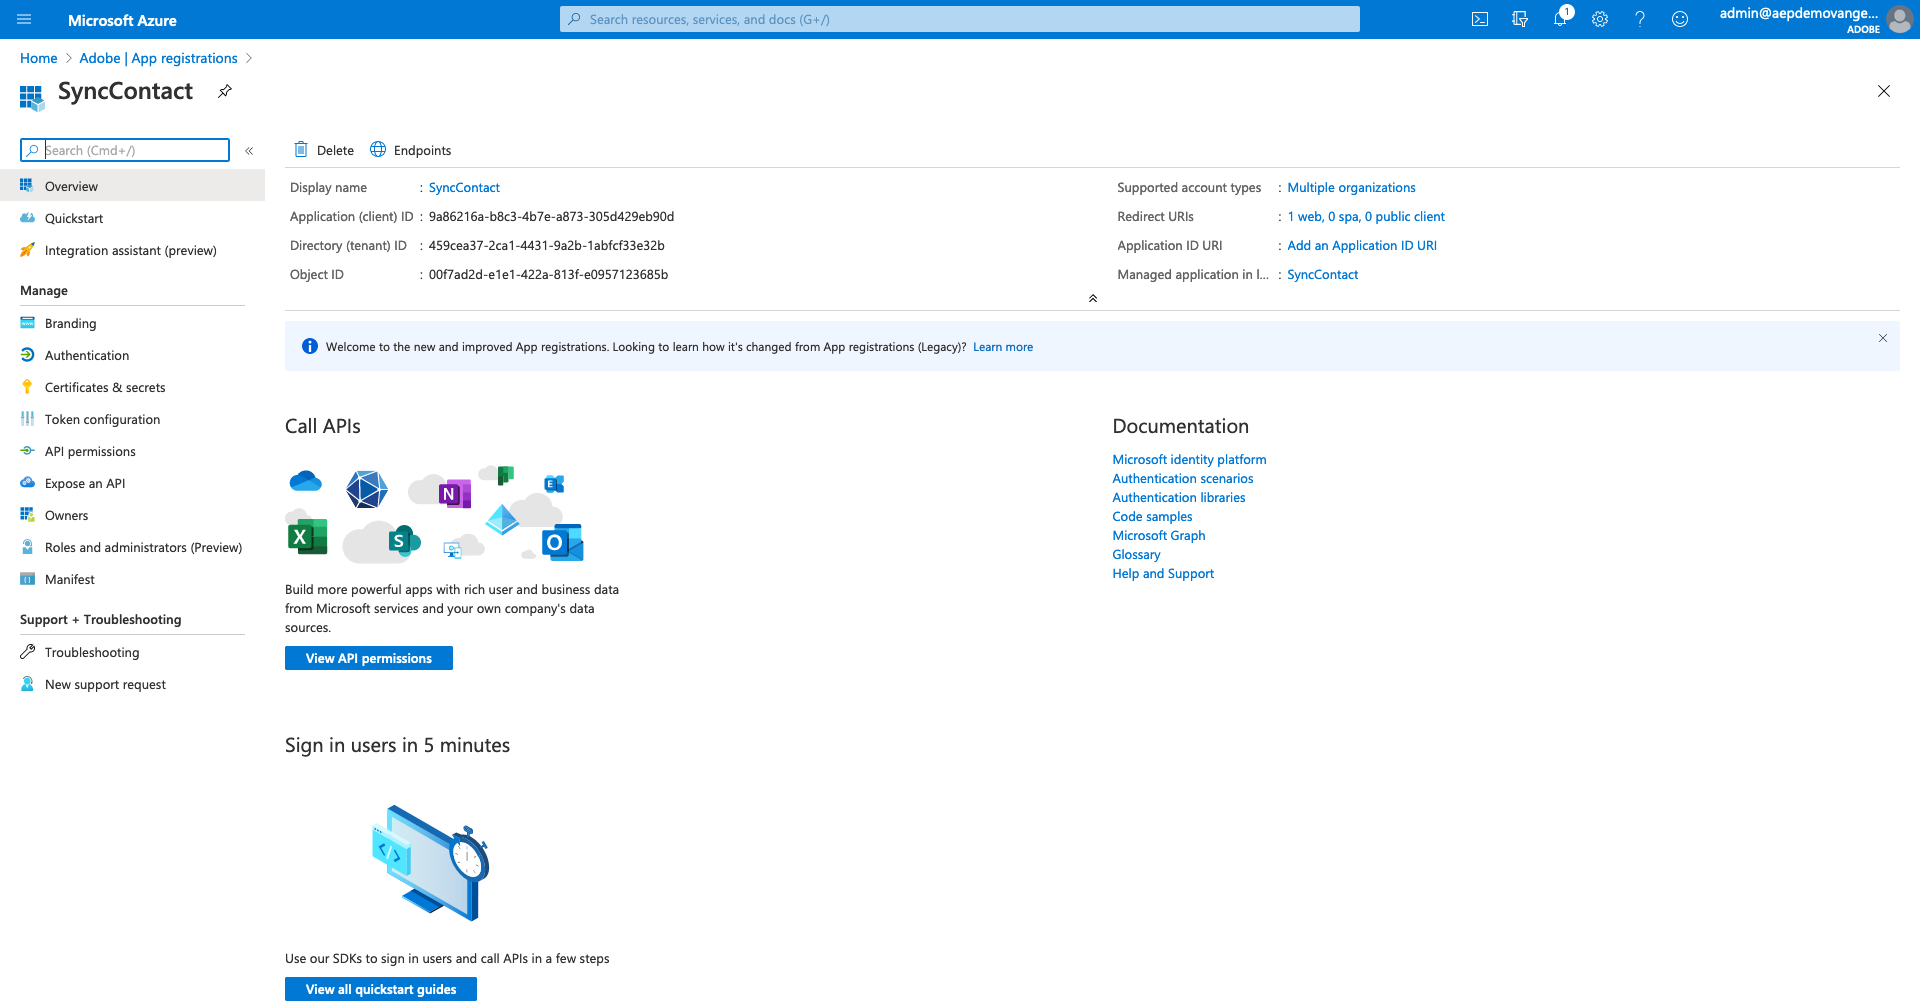 Microsoft Azure
Search resources, services, and docs (G+/)
1
admin@aepdemovange...
ADOBE
Home > Adobe | App registrations >
SyncContact
Search (Cmd+/)
«
Overview
Quickstart
Integration assistant (preview)
Manage
Branding
Authentication
Certificates & secrets
Token configuration
API permissions
Expose an API
Owners
Roles and administrators (Preview)
Manifest
Support + Troubleshooting
Troubleshooting
New support request
Delete
Endpoints
Display name : SyncContact
Application (client) ID : 9a86216a-b8c3-4b7e-a873-305d429eb90d
Directory (tenant) ID : 459cea37-2ca1-4431-9a2b-1abfcf33e32b
Object ID : 00f7ad2d-e1e1-422a-813f-e0957123685b
Supported account types : Multiple organizations
Redirect URIs : 1 web, 0 spa, 0 public client
Application ID URI : Add an Application ID URI
Managed application in l... : SyncContact
Welcome to the new and improved App registrations. Looking to learn how it's changed from App registrations (Legacy)? Learn more
Call APIs
N
E
X
S
O
Build more powerful apps with rich user and business data
from Microsoft services and your own company's data
sources.
View API permissions
Documentation
Microsoft identity platform
Authentication scenarios
Authentication libraries
Code samples
Microsoft Graph
Glossary
Help and Support
Sign in users in 5 minutes
</>
Use our SDKs to sign in users and call APIs in a few steps
View all quickstart guides